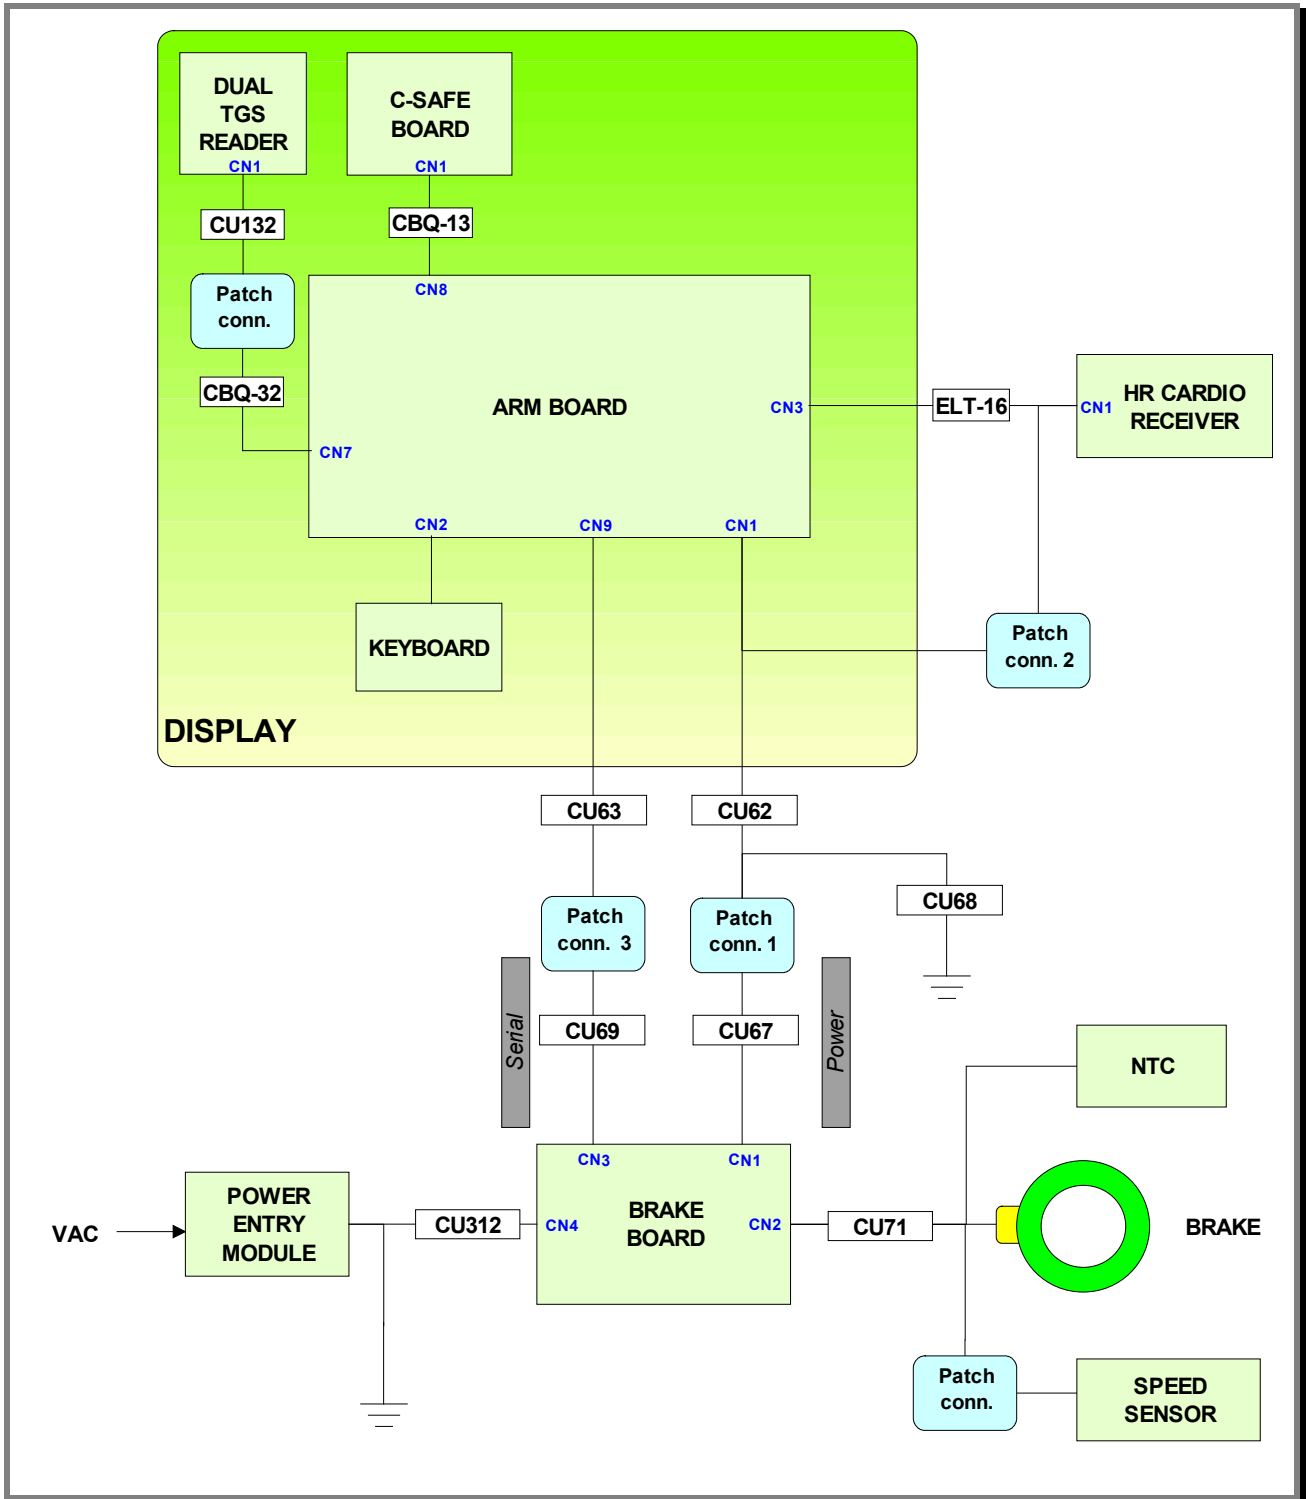 DUAL
TGS
READER
CN1
C-SAFE
BOARD
CN1
CU132
CBQ-13
Patch
conn.
CN8
CBQ-32
ARM BOARD
CN3
ELT-16
CN1
HR CARDIO
RECEIVER
CN7
CN2
CN9
CN1
KEYBOARD
Patch
conn. 2
DISPLAY
CU63
CU62
CU68
Patch
conn. 3
Patch
conn. 1
Serial
CU69
CU67
Power
NTC
CN3
CN1
POWER
ENTRY
MODULE
VAC
CU312
CN4
BRAKE
BOARD
CN2
CU71
BRAKE
Patch
conn.
SPEED
SENSOR